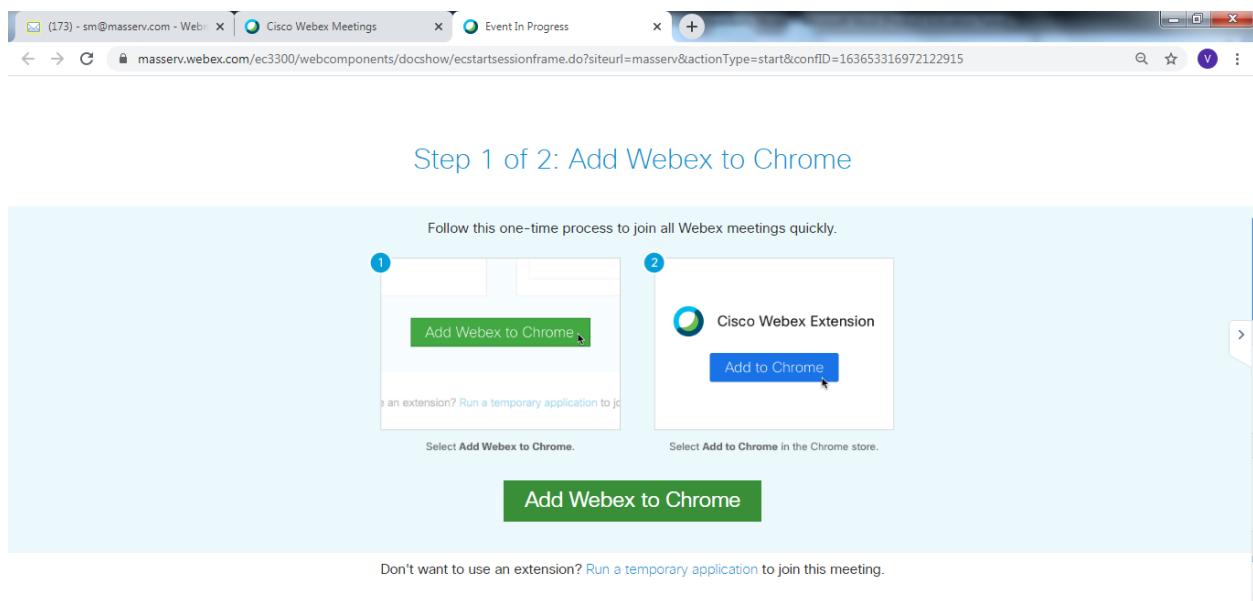 (173) - sm@masserv.com - Webm
Cisco Webex Meetings
Event In Progress
masserv.webex.com/ec3300/webcomponents/docshow/ecstartsessionframe.do?siteurl=masserv&actionType=start&confID=163653316972122915
V
Step 1 of 2: Add Webex to Chrome
Follow this one-time process to join all Webex meetings quickly.
1
Add Webex to Chrome
an extension? Run a temporary application to jo
Select Add Webex to Chrome.
2
Cisco Webex Extension
Add to Chrome
Select Add to Chrome in the Chrome store.
Add Webex to Chrome
Don't want to use an extension? Run a temporary application to join this meeting.